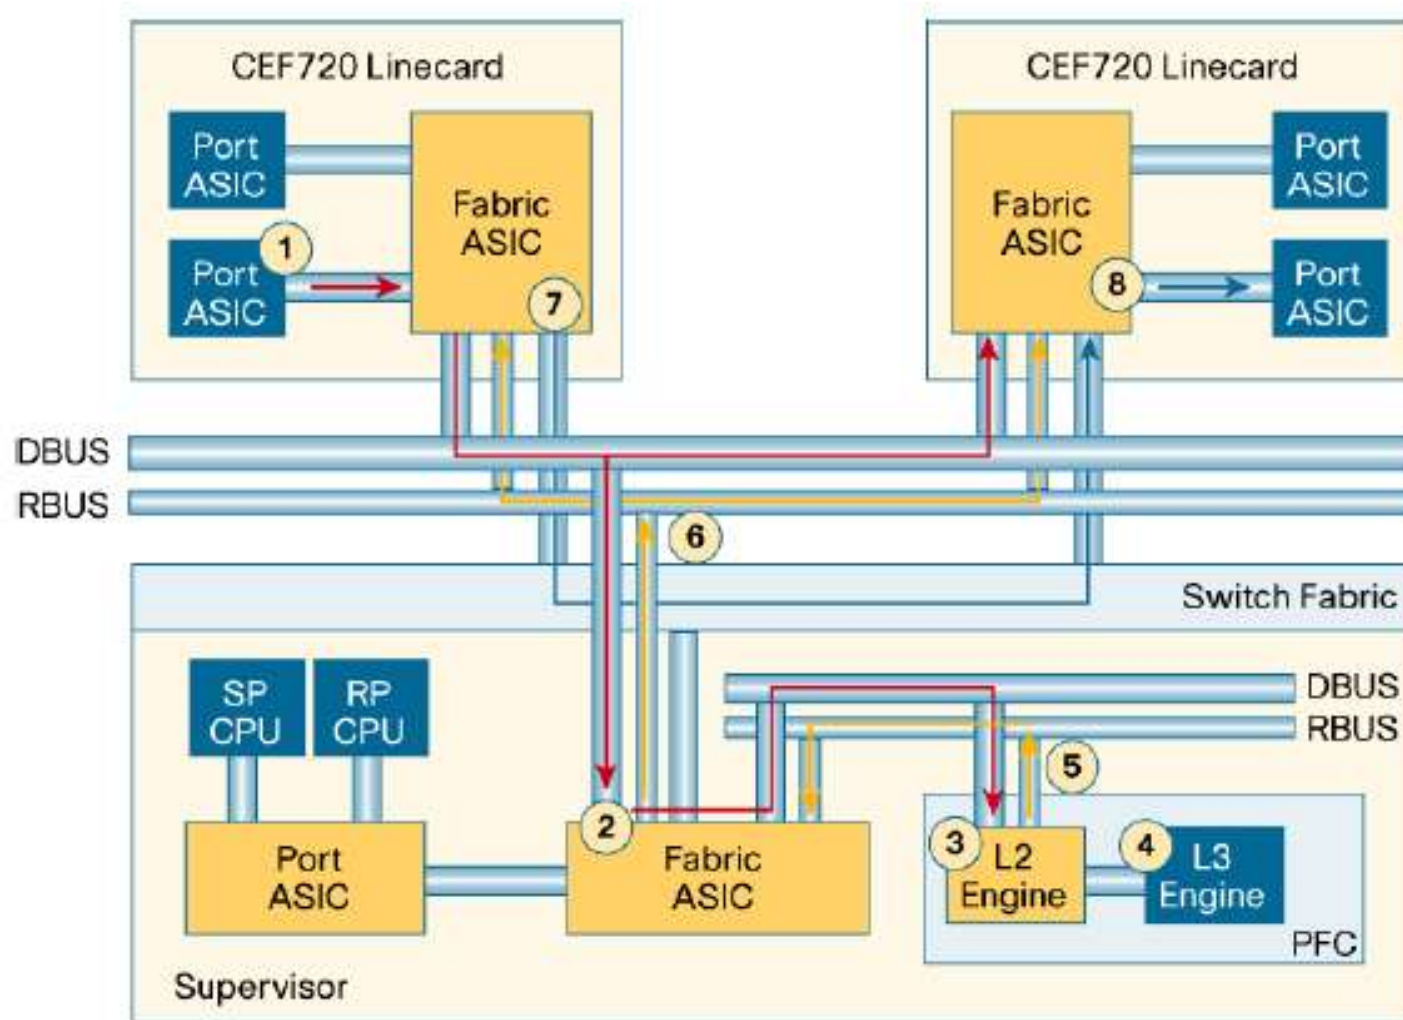 CEF720 Linecard
CEF720 Linecard
Port
ASIC
Fabric
ASIC
Fabric
ASIC
Port
ASIC
1
Port
ASIC
7
8
Port
ASIC
DBUS
RBUS
6
Switch Fabric
SP
CPU
RP
CPU
DBUS
RBUS
5
2
3
4
Port
ASIC
Fabric
ASIC
L2
Engine
L3
Engine
PFC
Supervisor